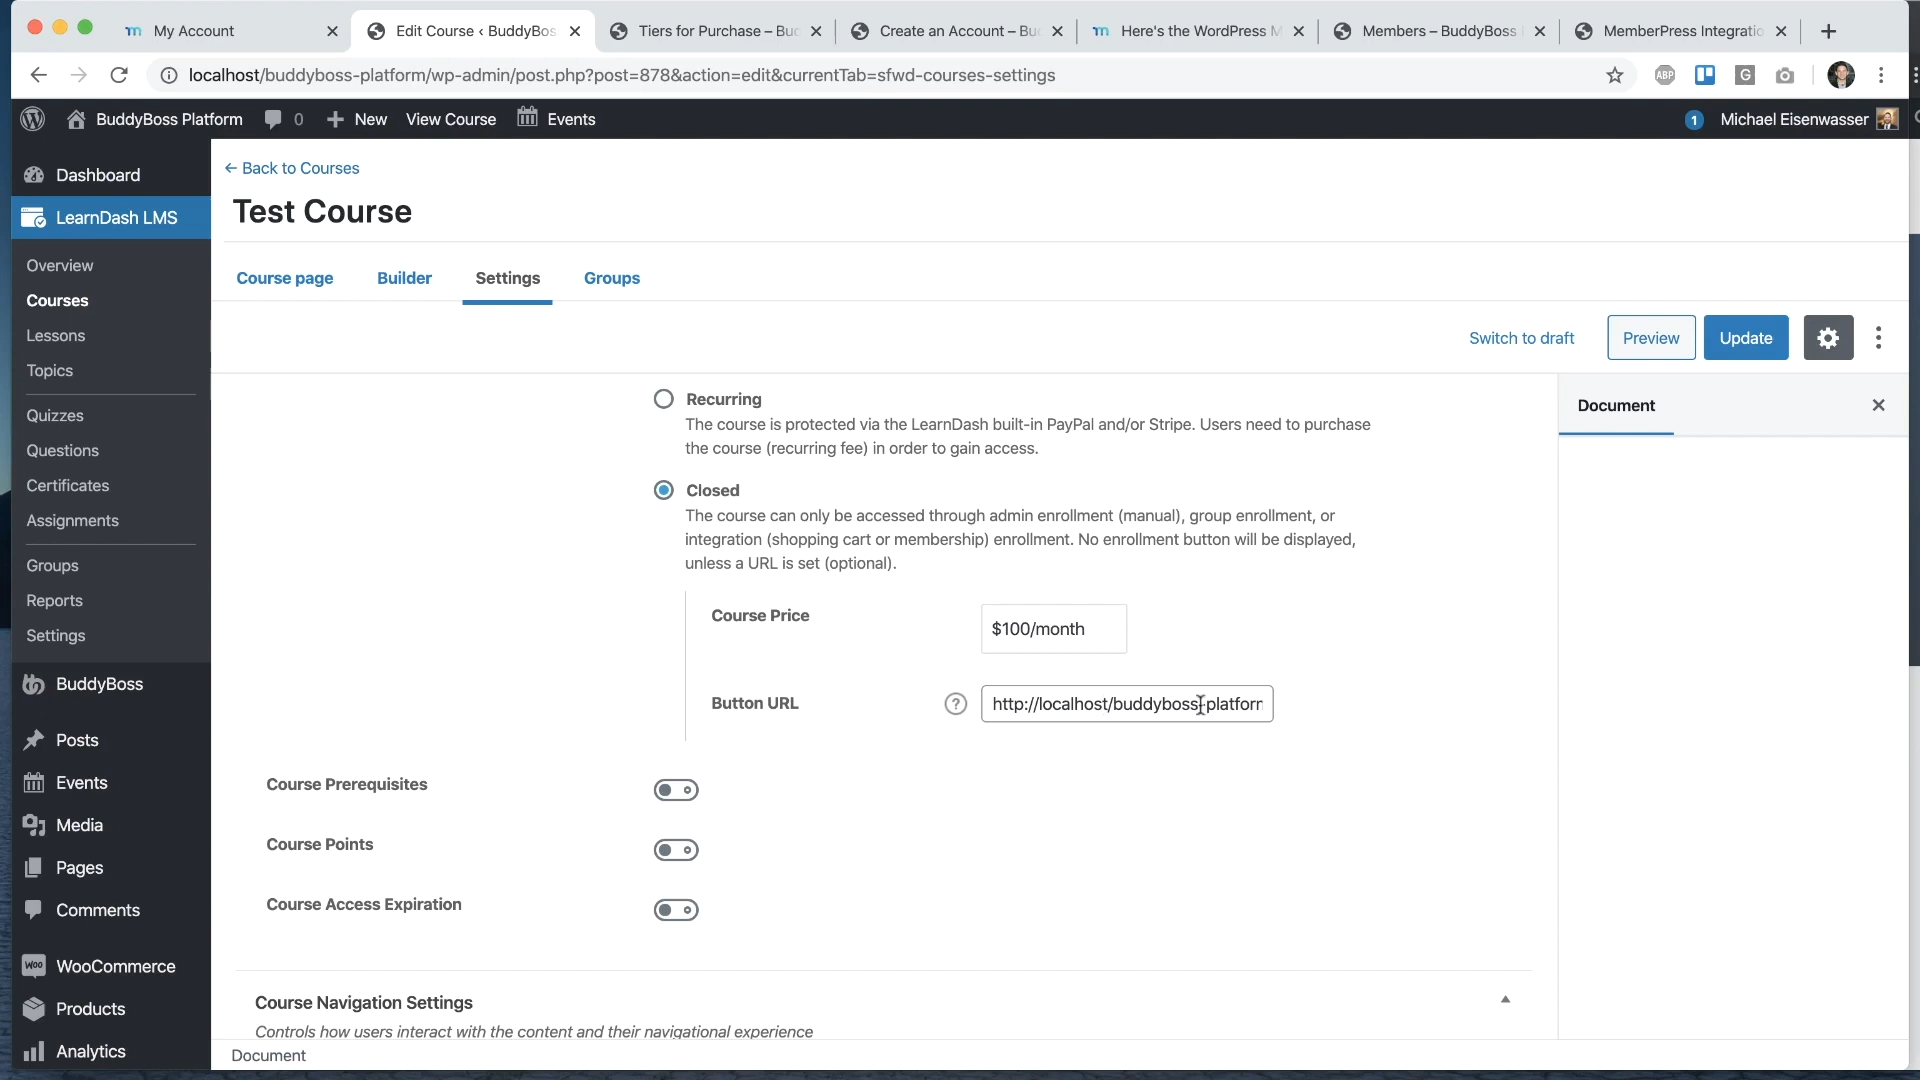 My Account
Edit Course ‹ BuddyBos
Tiers for Purchase – Bud
Create an Account – Bu
Here's the WordPress M
Members – BuddyBoss
MemberPress Integratio
localhost/buddyboss-platform/wp-admin/post.php?post=878&action=edit&currentTab=sfwd-courses-settings
ABP
G
BuddyBoss Platform
0
New
View Course
Events
1
Michael Eisenwasser
Dashboard
LearnDash LMS
Overview
Courses
Lessons
Topics
Quizzes
Questions
Certificates
Assignments
Groups
Reports
Settings
BuddyBoss
Posts
Events
Media
Pages
Comments
Woo
WooCommerce
Products
Analytics
← Back to Courses
Test Course
Course page
Builder
Settings
Groups
Switch to draft
Preview
Update
Recurring
The course is protected via the LearnDash built-in PayPal and/or Stripe. Users need to purchase
the course (recurring fee) in order to gain access.
Closed
The course can only be accessed through admin enrollment (manual), group enrollment, or
integration (shopping cart or membership) enrollment. No enrollment button will be displayed,
unless a URL is set (optional).
Course Price
$100/month
Button URL
?
http://localhost/buddyboss-platforr
Course Prerequisites
Course Points
Course Access Expiration
Course Navigation Settings
Controls how users interact with the content and their navigational experience
Document
Document